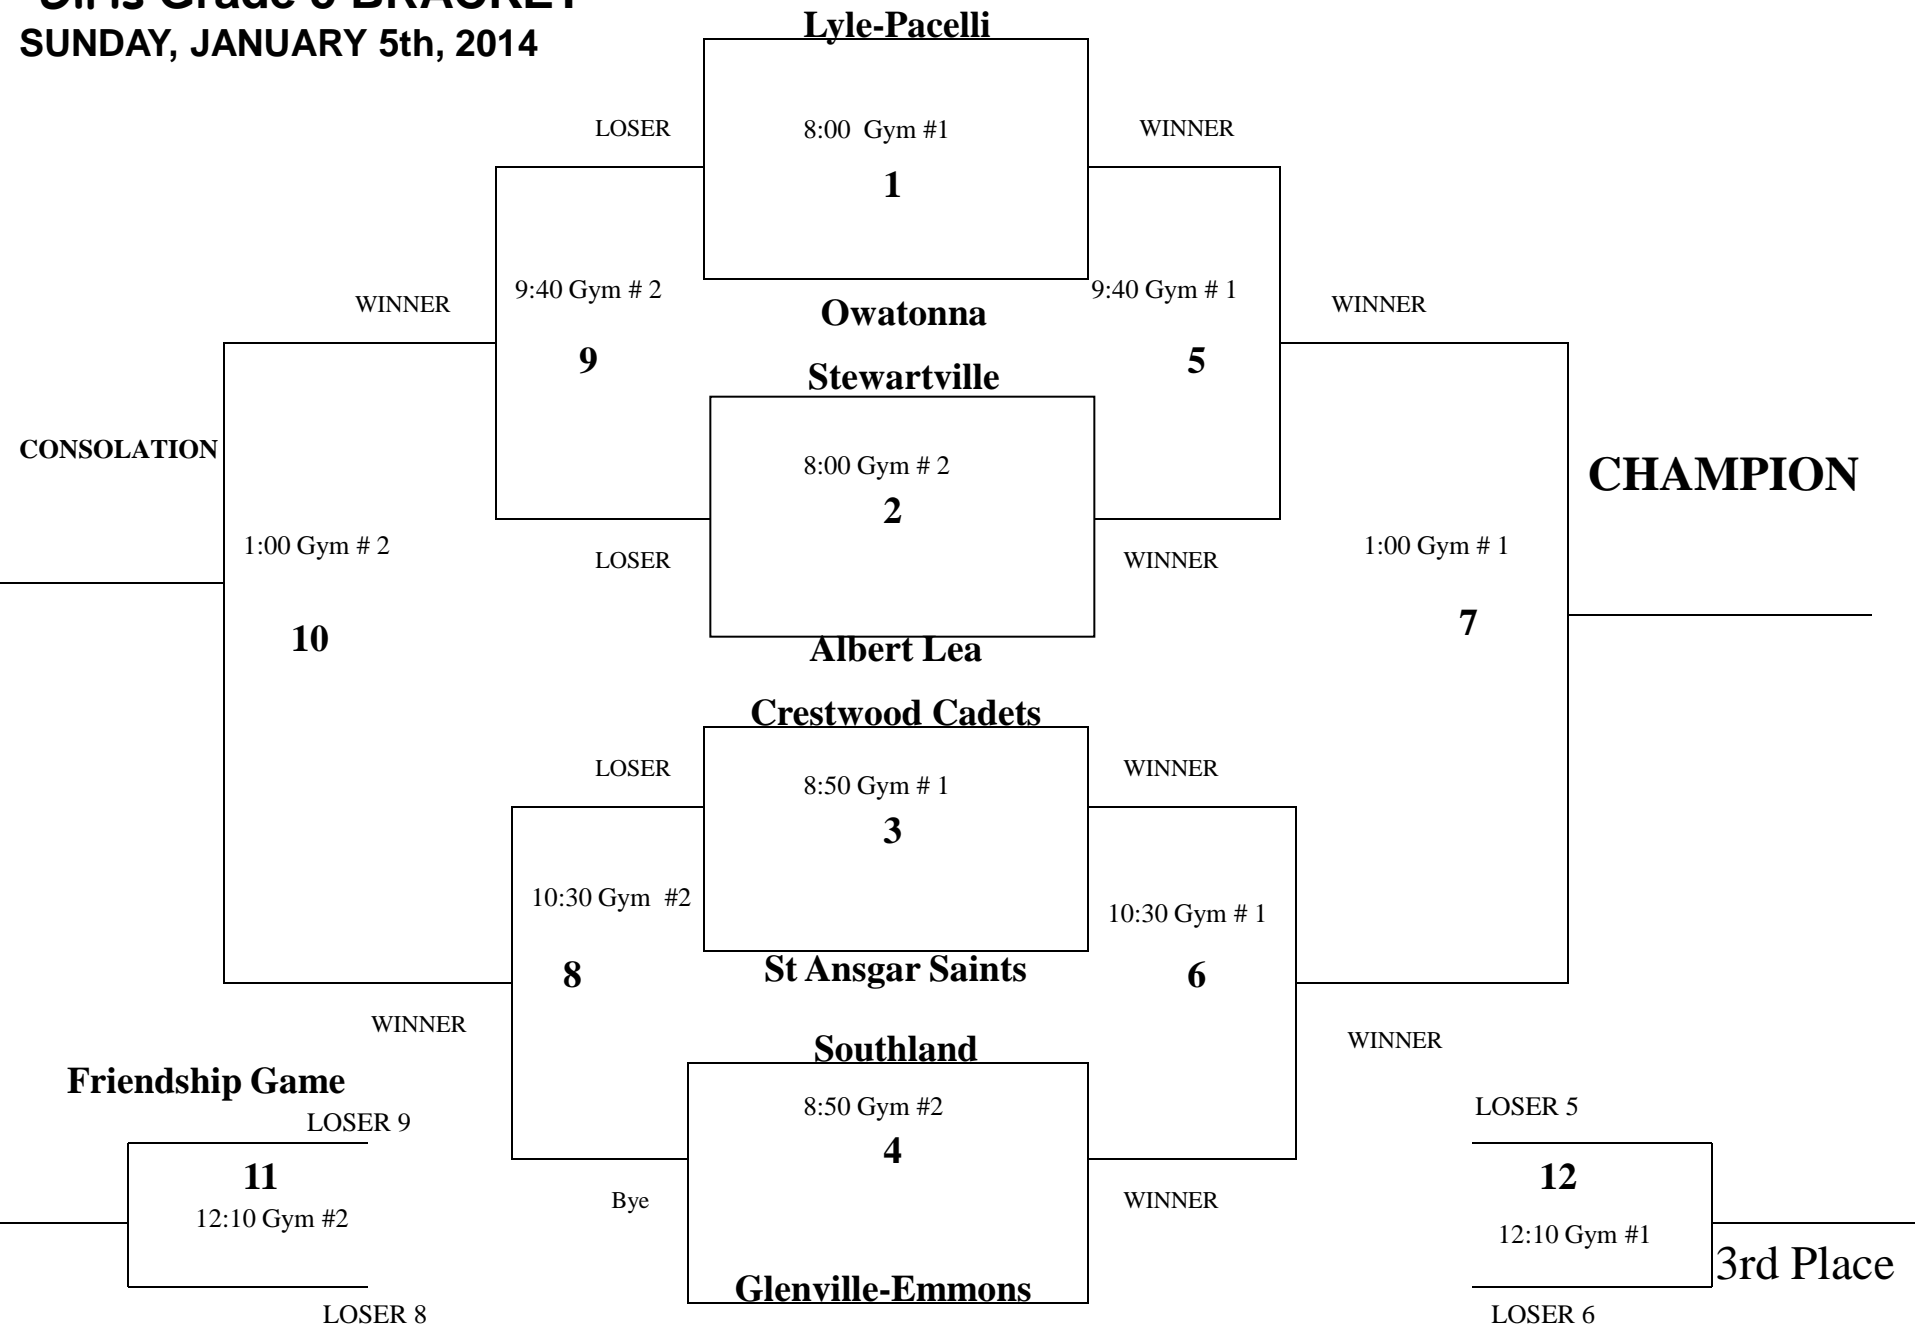 Girls Grade 6 BRACKET
SUNDAY, JANUARY 5th, 2014
Lyle-Pacelli
LOSER
8:00 Gym #1
WINNER
1
WINNER
9:40 Gym # 2
9:40 Gym # 1
WINNER
Owatonna
9
5
Stewartville
CONSOLATION
8:00 Gym # 2
CHAMPION
2
1:00 Gym # 2
LOSER
WINNER
1:00 Gym # 1
10
7
Albert Lea
Crestwood Cadets
LOSER
8:50 Gym # 1
WINNER
3
10:30 Gym #2
10:30 Gym # 1
8
St Ansgar Saints
6
WINNER
Southland
WINNER
Friendship Game
LOSER 9
8:50 Gym #2
LOSER 5
4
11
12
12:10 Gym #2
Bye
WINNER
12:10 Gym #1
3rd Place
Glenville-Emmons
LOSER 8
LOSER 6